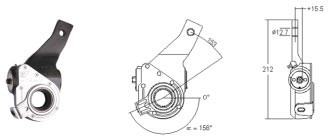 +15.5
ø12.7
153
212
0°
∝ = 156°